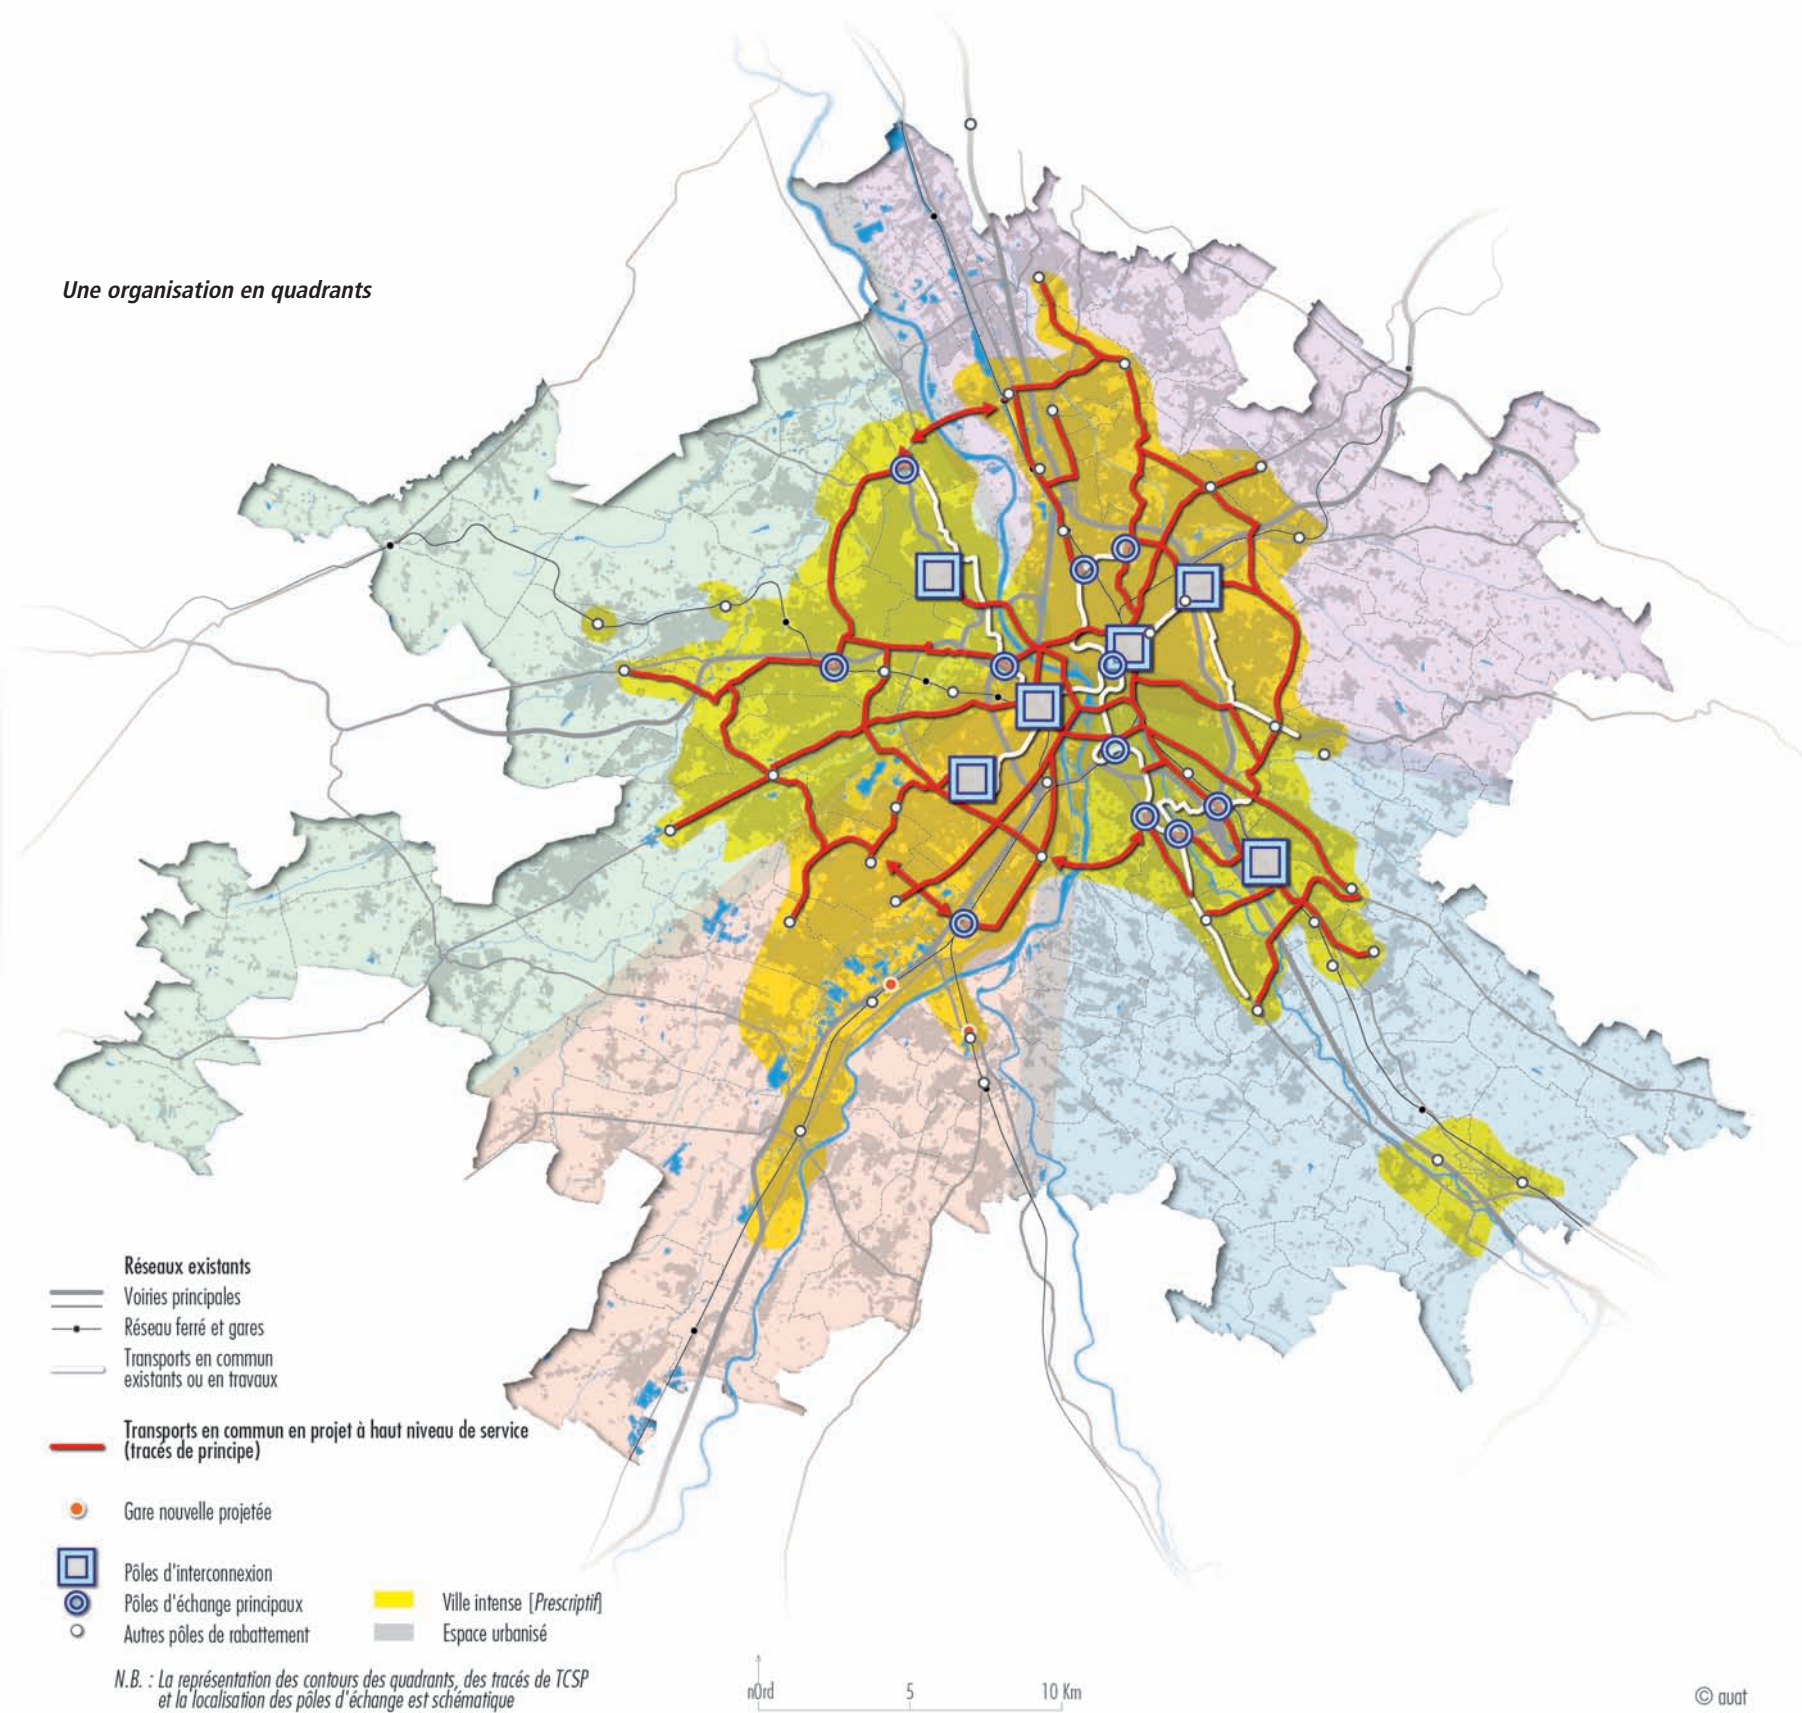 Une organisation en quadrants
Réseaux existants
Voiries principales
Réseau ferré et gares
Transports en commun
existants ou en travaux
Transports en commun en projet à haut niveau de service
(tracés de principe)
Gare nouvelle projetée
Pôles d'interconnexion
Pôles d'échange principaux
Autres pôles de rabattement
Ville intense [Prescriptif]
Espace urbanisé
N.B. : La représentation des contours des quadrants, des tracés de TCSP
et la localisation des pôles d'échange est schématique
nOrd 5 10 Km
© auat